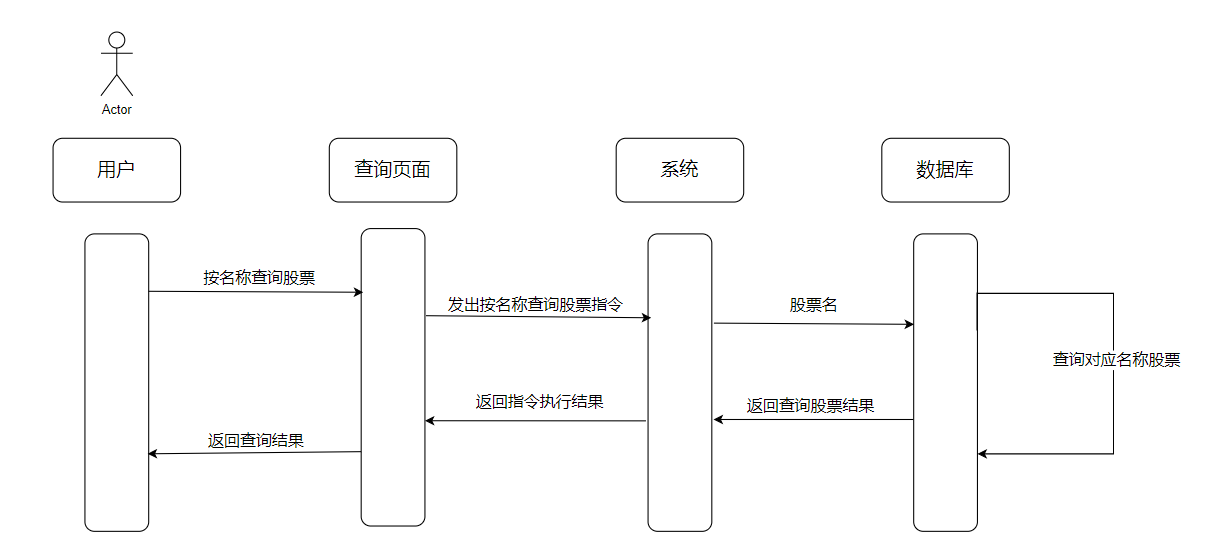 Actor
用户
查询页面
系统
数据库
按名称查询股票
发出按名称查询股票指令
股票名
查询对应名称股票
返回查询股票结果
返回指令执行结果
返回查询结果